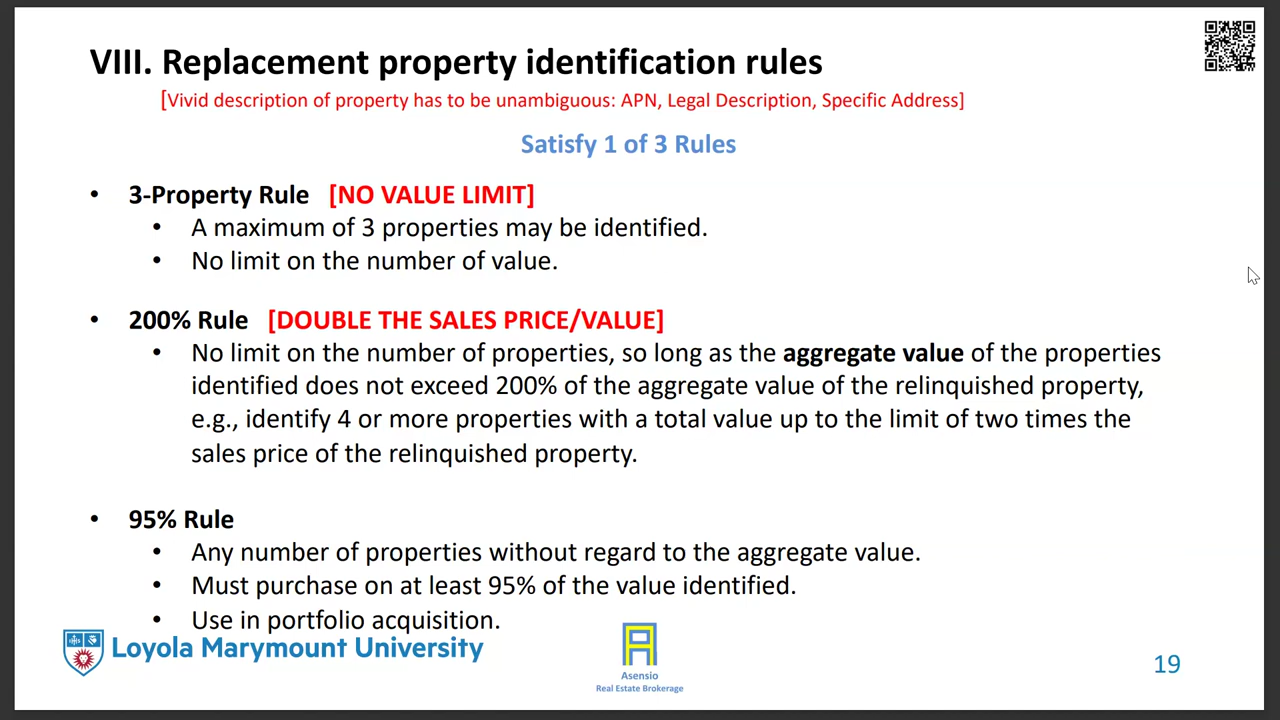 VIII. Replacement property identification rules
[Vivid description of property has to be unambiguous: APN, Legal Description, Specific Address]
Satisfy 1 of 3 Rules
• 3-Property Rule [NO VALUE LIMIT]
• A maximum of 3 properties may be identified.
• No limit on the number of value.
• 200% Rule [DOUBLE THE SALES PRICE/VALUE]
• No limit on the number of properties, so long as the aggregate value of the properties
identified does not exceed 200% of the aggregate value of the relinquished property,
e.g., identify 4 or more properties with a total value up to the limit of two times the
sales price of the relinquished property.
• 95% Rule
• Any number of properties without regard to the aggregate value.
• Must purchase on at least 95% of the value identified.
• Use in portfolio acquisition.
Loyola Marymount University
Asensio
Real Estate Brokerage
19